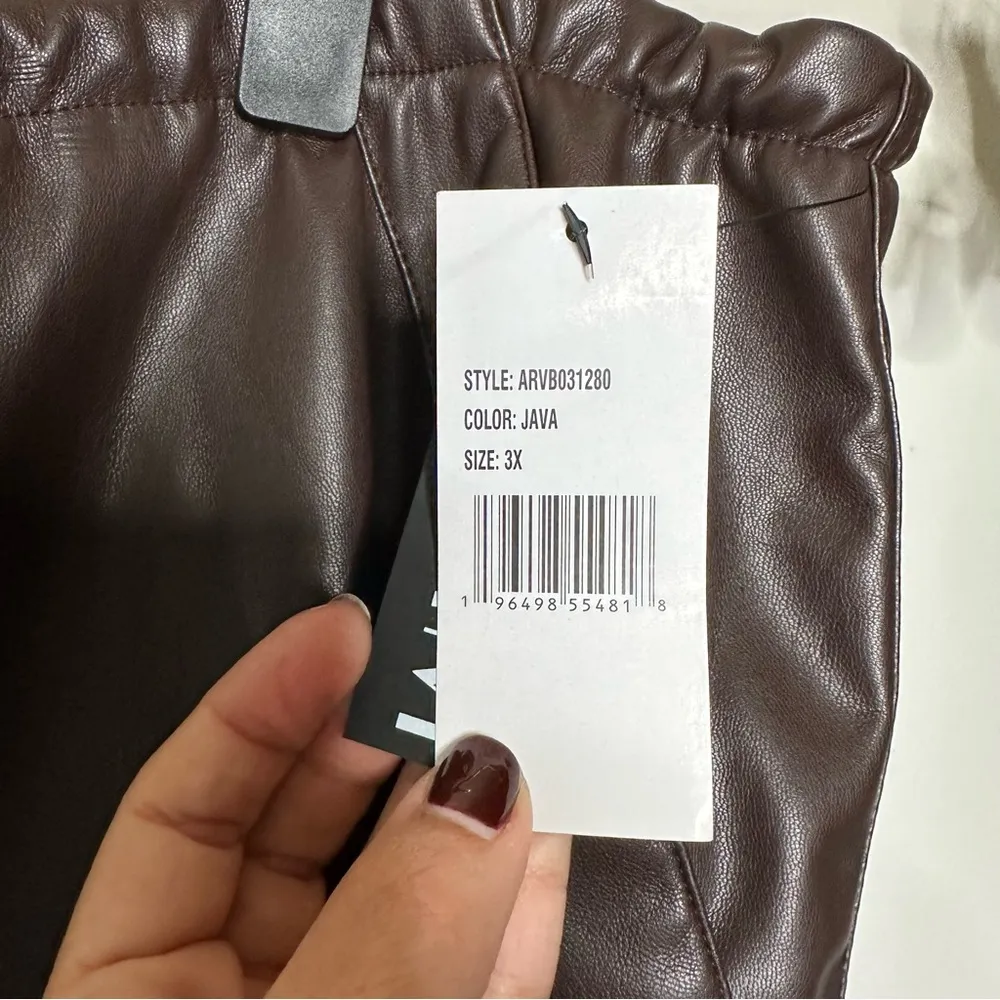 STYLE: ARVB031280
COLOR: JAVA
SIZE: 3X
1 96498 55481 8